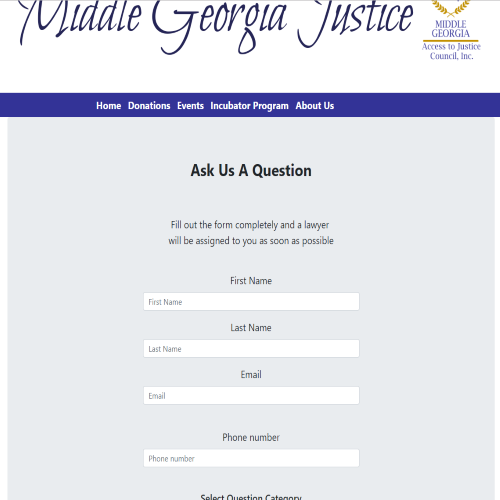 Middle Georgia Justice
MIDDLE
GEORGIA
Access to Justice
Council, Inc.
Home Donations Events Incubator Program About Us
Ask Us A Question
Fill out the form completely and a lawyer
will be assigned to you as soon as possible
First Name
First Name
Last Name
Last Name
Email
Email
Phone number
Phone number
Select Question Category